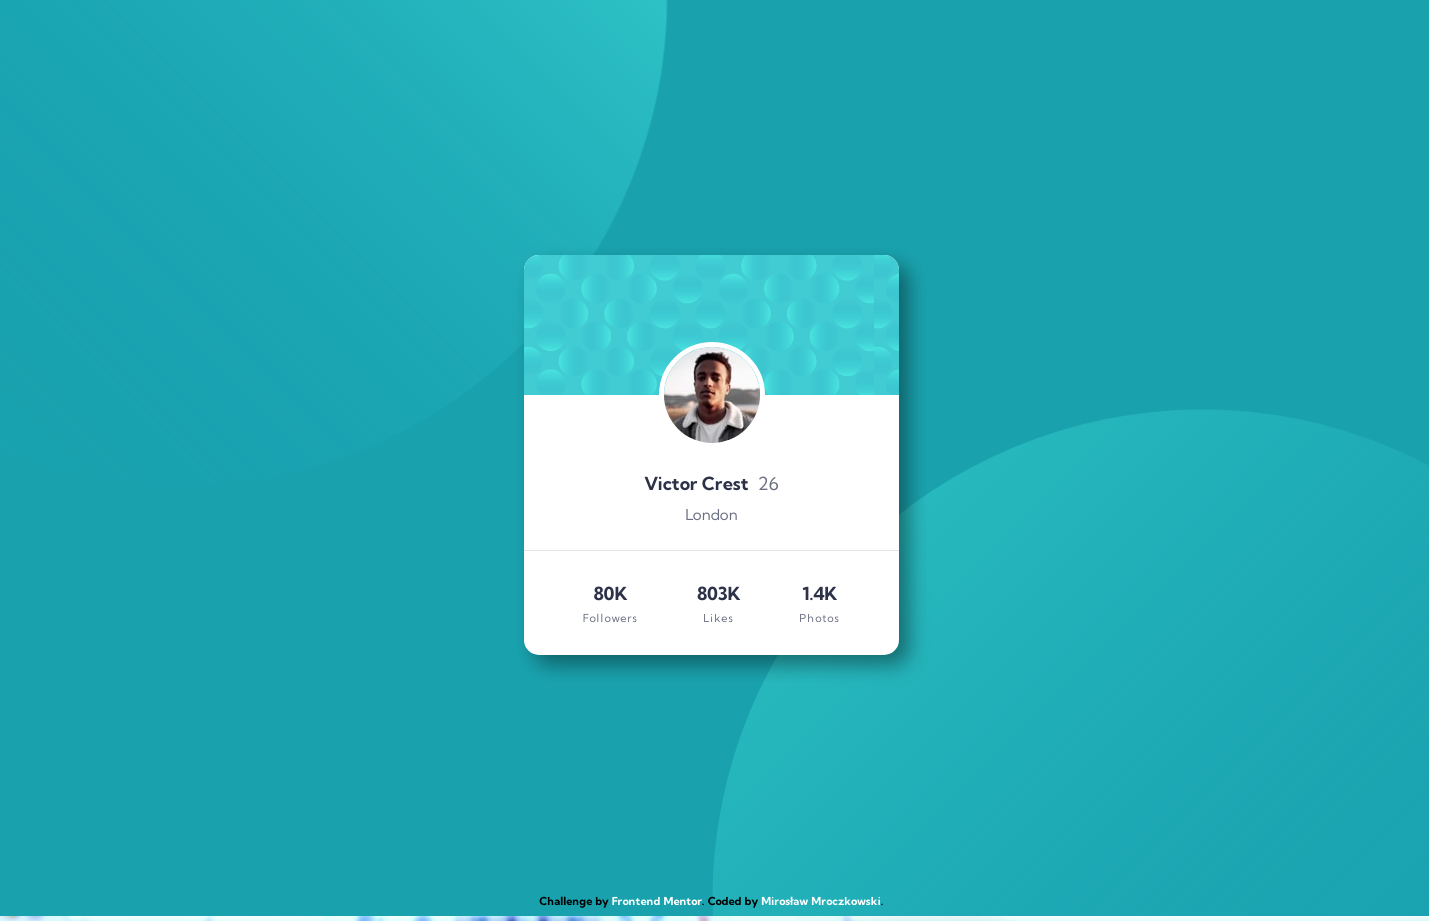 Victor Crest 26
London
80K 803K 1.4K
Followers Likes Photos
Challenge by Frontend Mentor. Coded by Mirosław Mroczkowski.